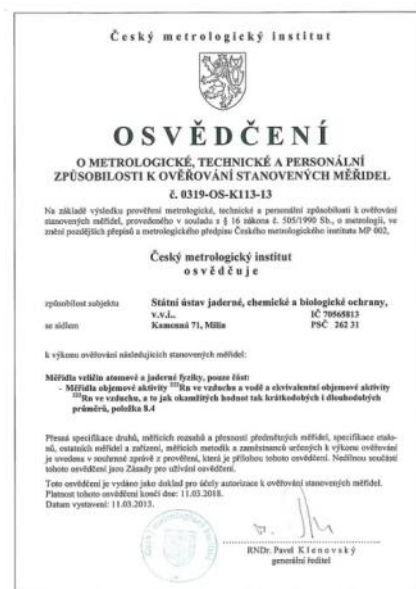 Český metrologický institut
OSVĚDČENÍ
O METROLOGICKÉ, TECHNICKÉ A PERSONÁLNÍ
ZPŮSOBILOSTI K OVĚŘOVÁNÍ STANOVENÝCH MĚŘIDEL
č. 0319-OS-K113-13
Na základě výsledku prověření metrologické, technické a personální způsobilosti k ověřování
stanovených měřidel, provedeného v souladu s § 16 zákona č. 505/1990 Sb., o metrologii, ve
znění pozdějších přepisů a metrologického předpisu Českého metrologického institutu MP 002,
Český metrologický institut
osvědčuje
způsobilost subjektu Státní ústav jaderné, chemické a biologické ochrany,
v.v.i.. IČ 70565813
se sídlem Kamenná 71, Milín PSČ 262 31
k výkonu ověřování následujících stanovených měřidel:
Měřidla veličin atomové a jaderné fyziky, pouze část:
- Měřidla objemové aktivity ²²²Rn ve vzduchu a vodě a ekvivalentní objemové aktivity
²²²Rn ve vzduchu, a to jak okamžitých hodnot tak krátkodobých i dlouhodobých
průměrů, položka 8.4
Přesná specifikace druhů, měřicích rozsahů a přesností předmětných měřidel, specifikace etalo-
nů, ostatních měřidel a zařízení, měřicích metodik a zaměstnanců určených k výkonu ověřování
je uvedena v souhrnné zprávě z prověření, která je přílohou tohoto osvědčení. Nedílnou součástí
tohoto osvědčení jsou Zásady pro užívání osvědčení.
Toto osvědčení je vydáno jako doklad pro účely autorizace k ověřování stanovených měřidel.
Platnost tohoto osvědčení končí dne: 11.03.2018.
Datum vystavení: 11.03.2013.
RNDr. Pavel Klenovský
generální ředitel